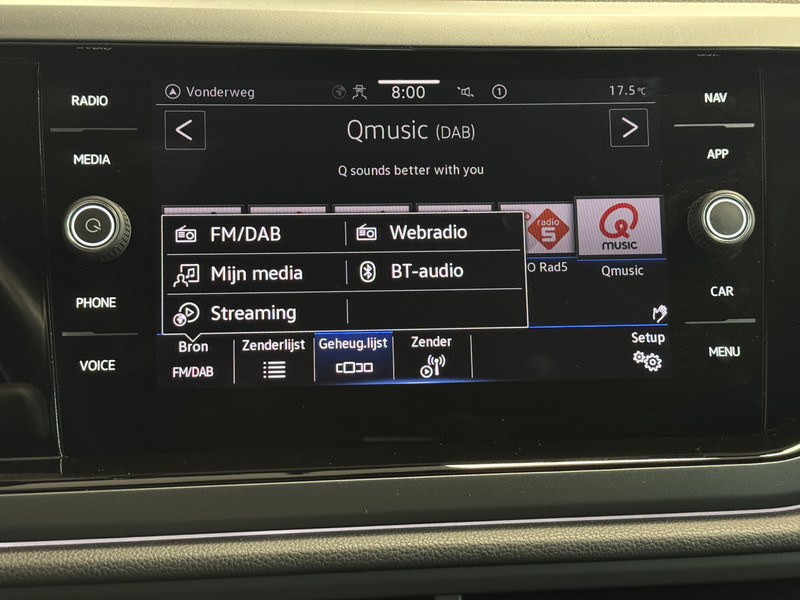 RADIO
MEDIA
PHONE
VOICE
NAV
APP
CAR
MENU
Vonderweg
8:00
1
17.5°C
Qmusic (DAB)
Q sounds better with you
radio
5
Q
MUSIC
O Rad5
Qmusic
FM/DAB
Webradio
Mijn media
BT-audio
Streaming
Bron
FM/DAB
Zenderlijst
Geheug.lijst
Zender
Setup